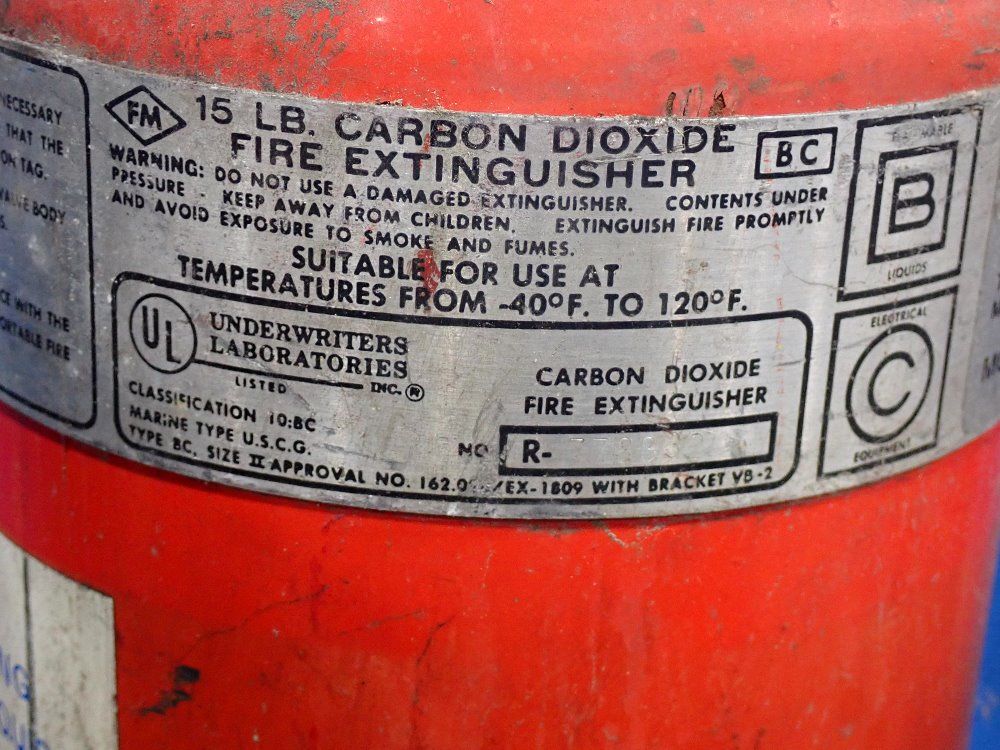 NECESSARY
THAT THE
ON TAG.
VALVE BODY
WITH THE
PORTABLE FIRE
FM
15 LB. CARBON DIOXIDE
FIRE EXTINGUISHER
BC
WARNING: DO NOT USE A DAMAGED EXTINGUISHER. CONTENTS UNDER
PRESSURE - KEEP AWAY FROM CHILDREN. EXTINGUISH FIRE PROMPTLY
AND AVOID EXPOSURE TO SMOKE AND FUMES.
SUITABLE FOR USE AT
TEMPERATURES FROM -40°F. TO 120°F.
UL
UNDERWRITERS
LABORATORIES
INC.®
LISTED
CLASSIFICATION 10:BC
MARINE TYPE U.S.C.G.
TYPE BC, SIZE II APPROVAL NO. /EX-1809 WITH BRACKET VB-2
CARBON DIOXIDE
FIRE EXTINGUISHER
NO R-
FLAMMABLE
B
LIQUIDS
ELECTRICAL
C
EQUIPMENT